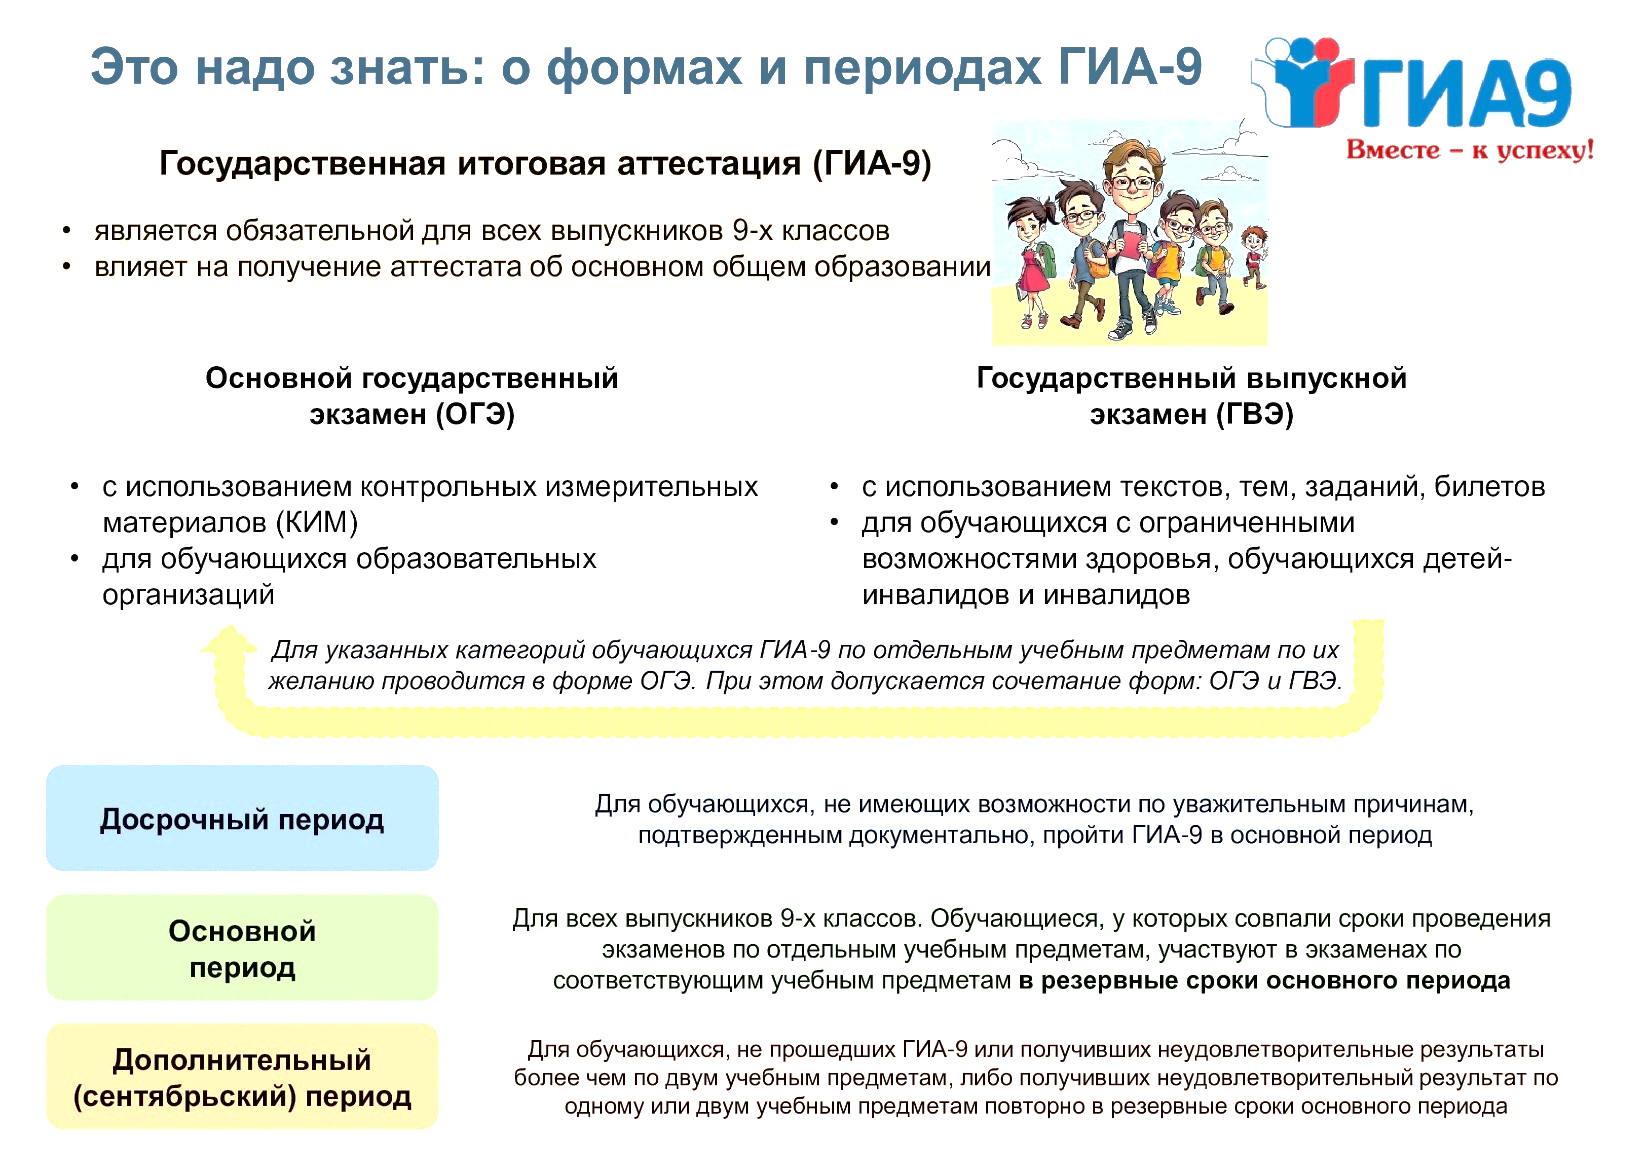 Это надо знать: о формах и периодах ГИА-9
ГИА9
Вместе – к успеху!
Государственная итоговая аттестация (ГИА-9)
• является обязательной для всех выпускников 9-х классов
• влияет на получение аттестата об основном общем образовании
Основной государственный
экзамен (ОГЭ)
• с использованием контрольных измерительных
материалов (КИМ)
• для обучающихся образовательных
организаций
Государственный выпускной
экзамен (ГВЭ)
• с использованием текстов, тем, заданий, билетов
• для обучающихся с ограниченными
возможностями здоровья, обучающихся детей-
инвалидов и инвалидов
Для указанных категорий обучающихся ГИА-9 по отдельным учебным предметам по их
желанию проводится в форме ОГЭ. При этом допускается сочетание форм: ОГЭ и ГВЭ.
Досрочный период
Для обучающихся, не имеющих возможности по уважительным причинам,
подтвержденным документально, пройти ГИА-9 в основной период
Основной
период
Для всех выпускников 9-х классов. Обучающиеся, у которых совпали сроки проведения
экзаменов по отдельным учебным предметам, участвуют в экзаменах по
соответствующим учебным предметам в резервные сроки основного периода
Дополнительный
(сентябрьский) период
Для обучающихся, не прошедших ГИА-9 или получивших неудовлетворительные результаты
более чем по двум учебным предметам, либо получивших неудовлетворительный результат по
одному или двум учебным предметам повторно в резервные сроки основного периода